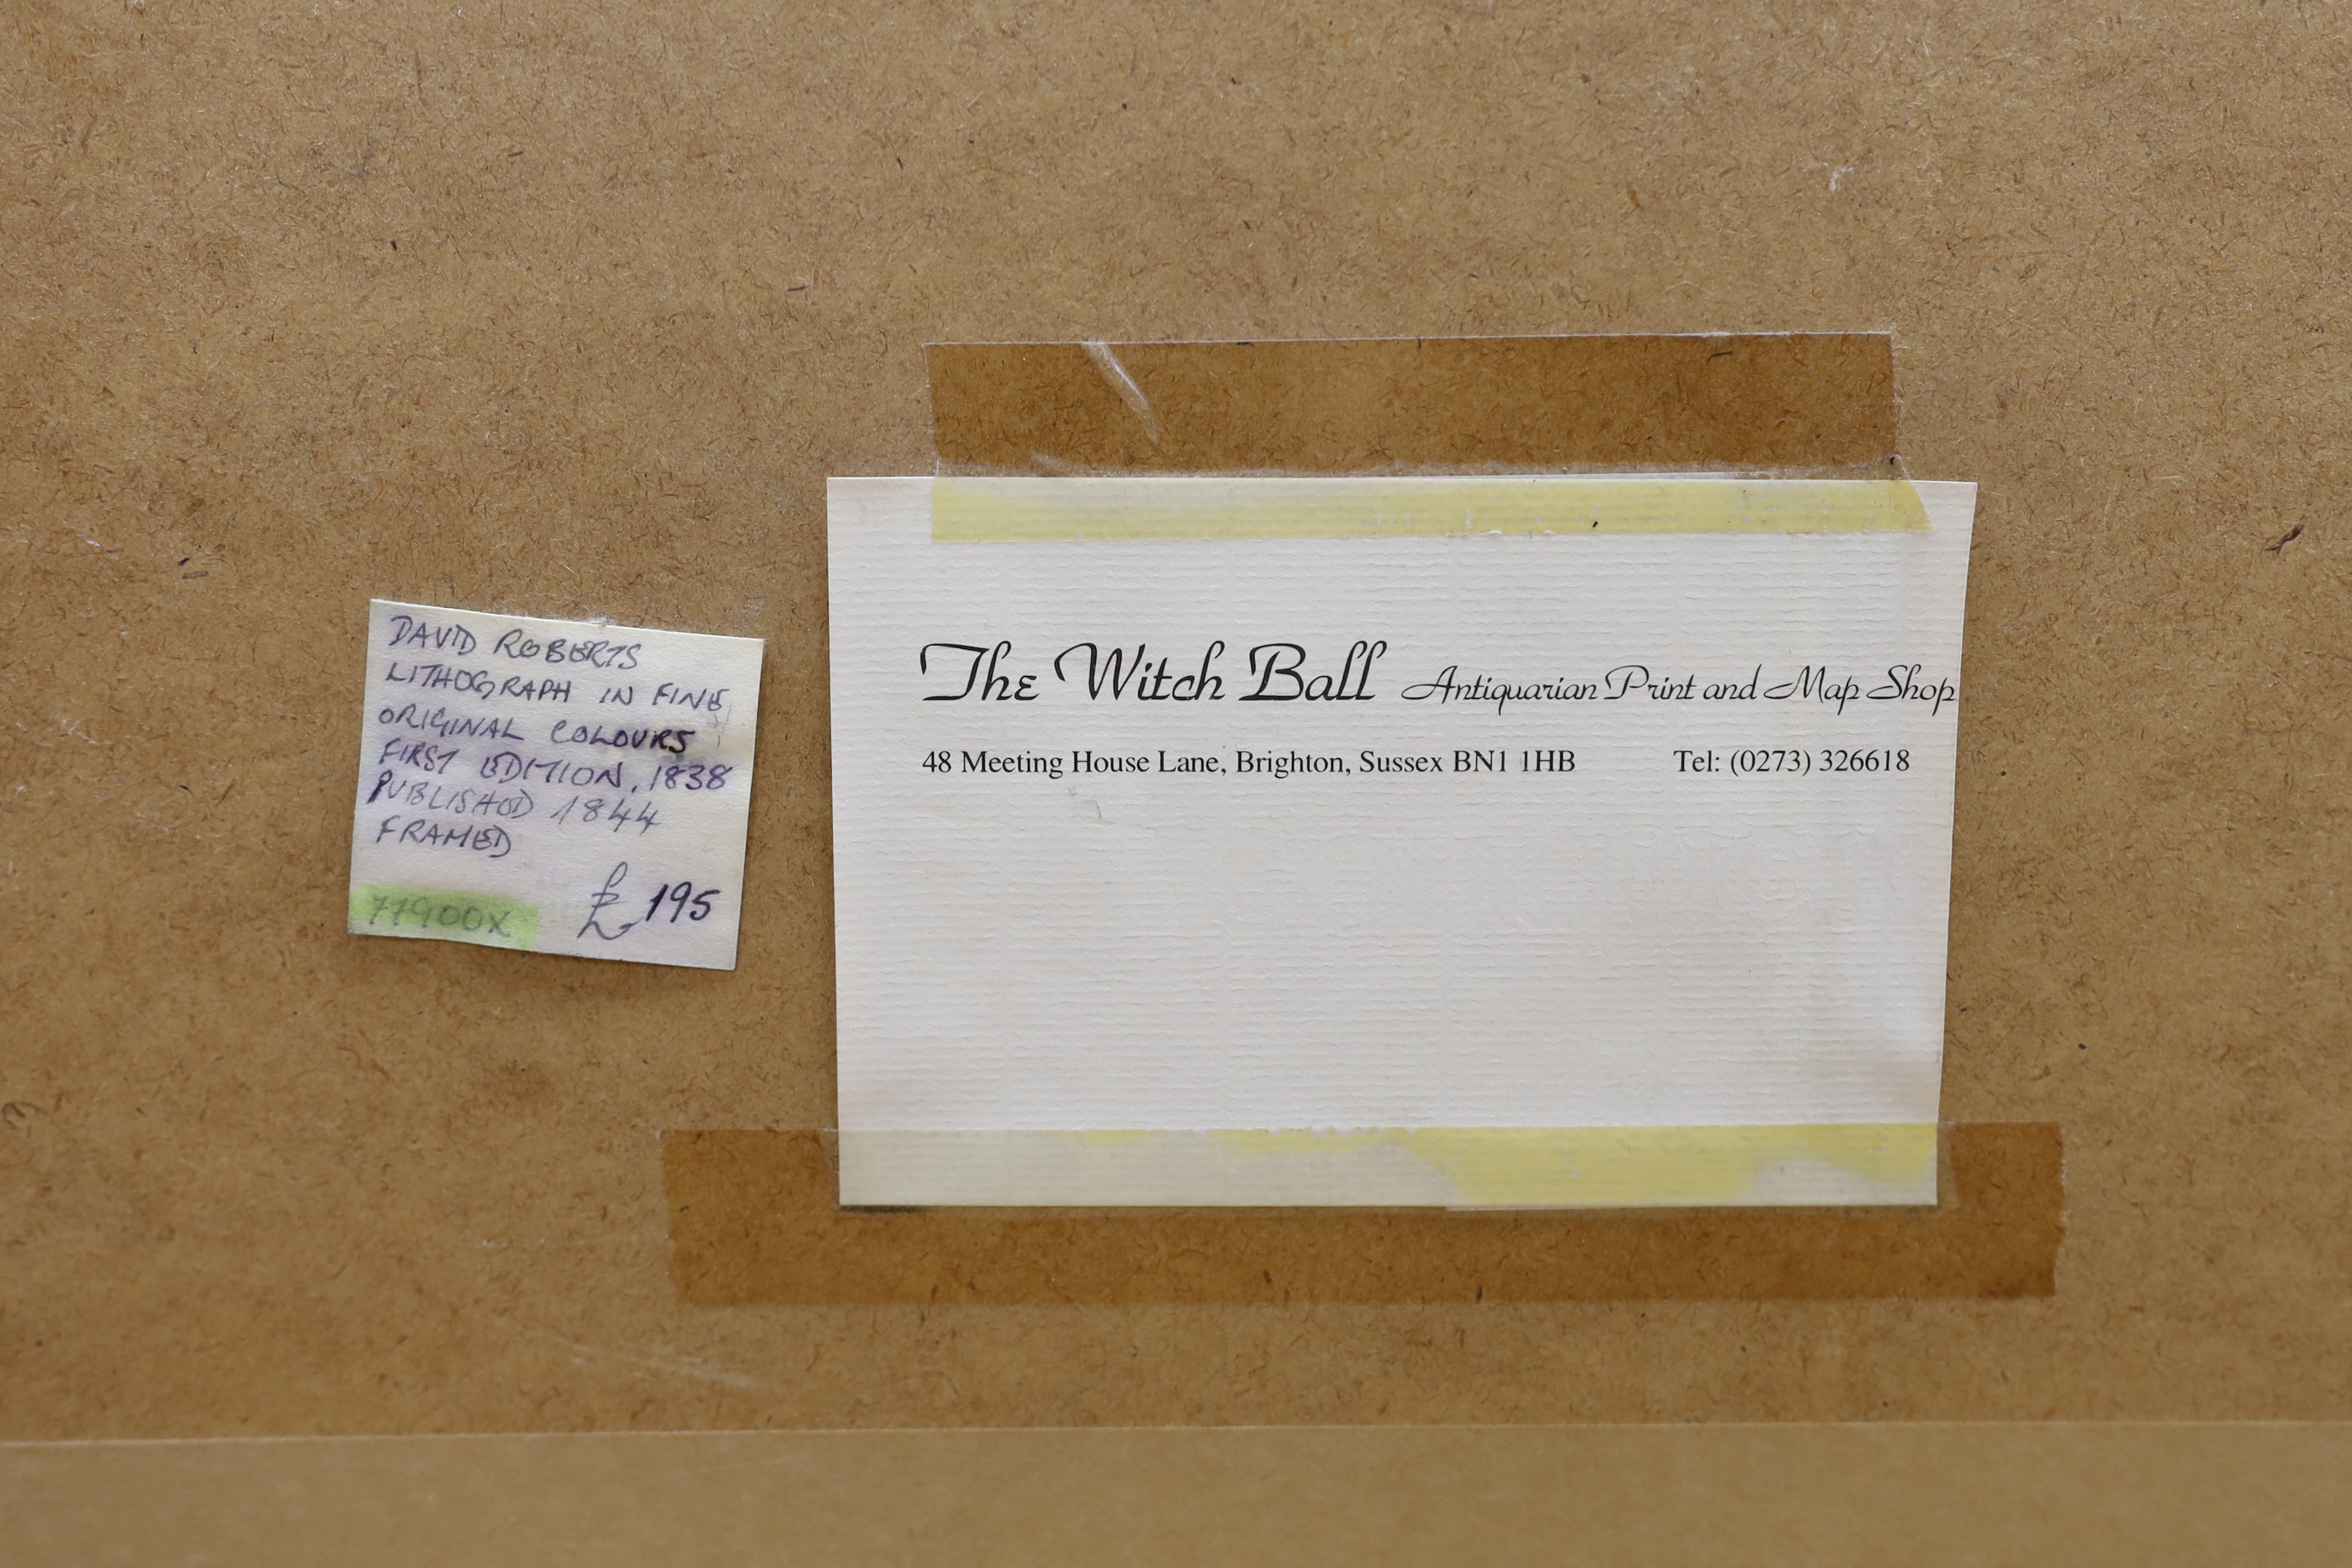 DAVID ROBERTS
LITHOGRAPH IN FINE
ORIGINAL COLOURS
FIRST EDITION, 1838
PUBLISHED 1844
FRAMED
77900X £195
The Witch Ball Antiquarian Print and Map Shop
48 Meeting House Lane, Brighton, Sussex BN1 1HB Tel: (0273) 326618